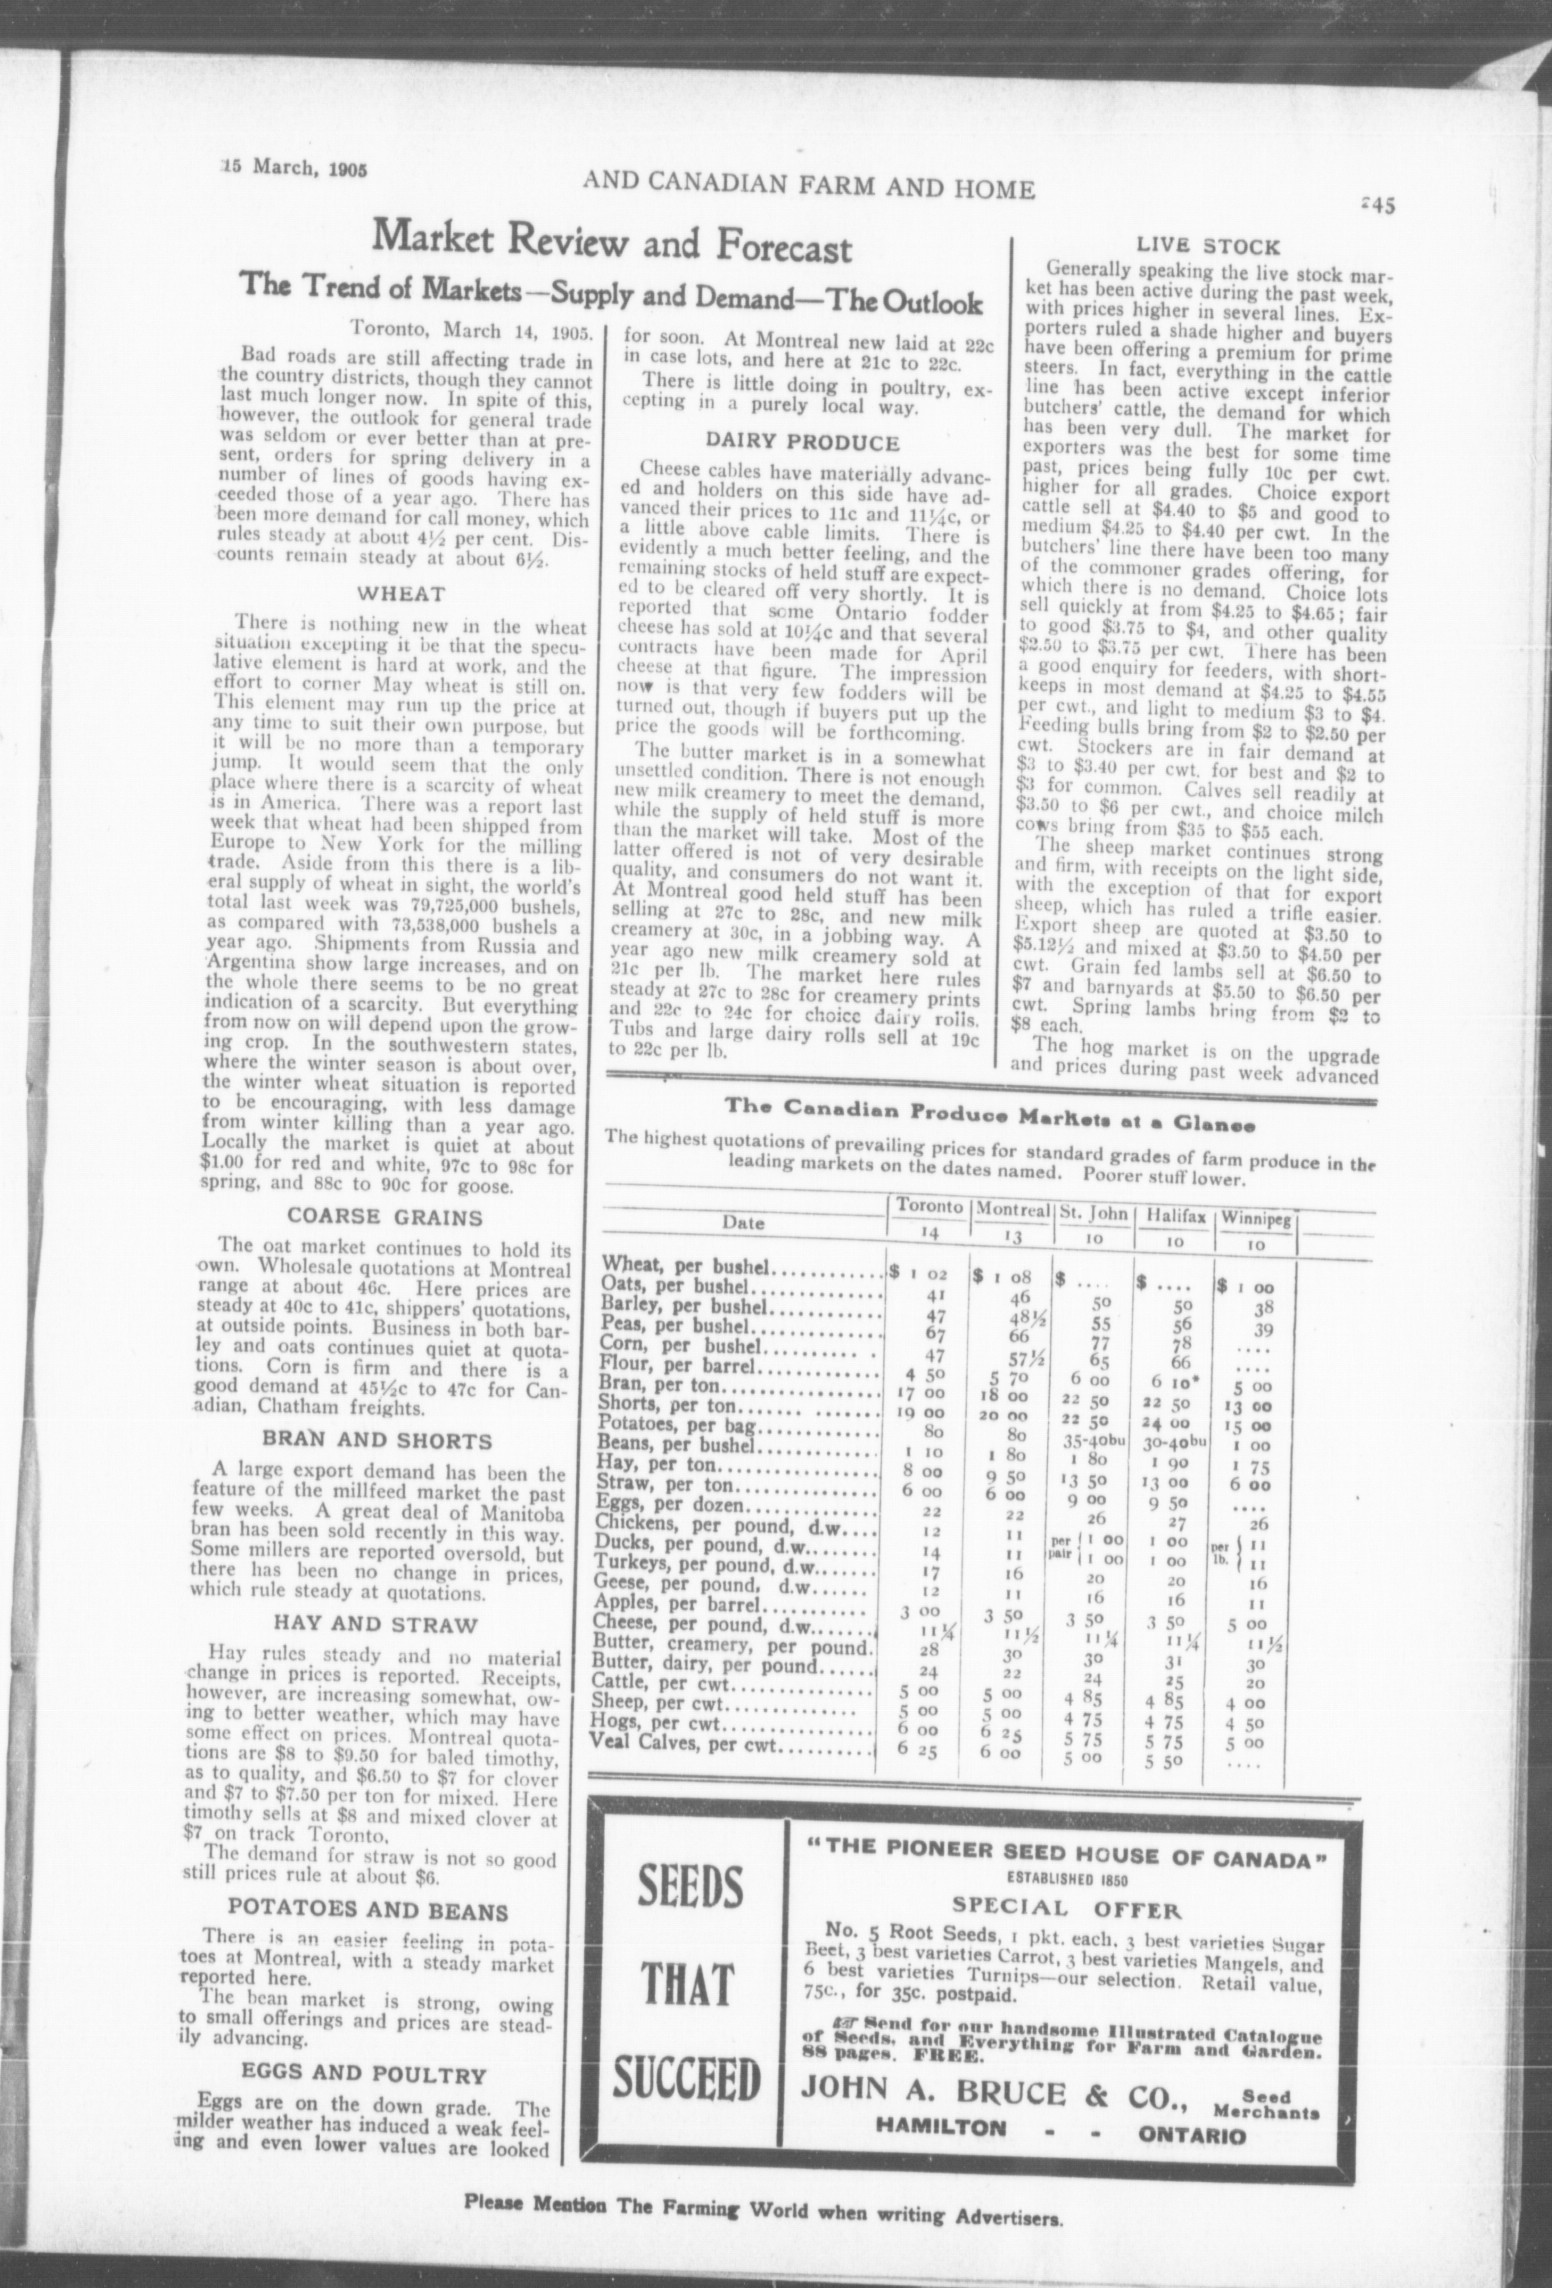 15 March, 1905
AND CANADIAN FARM AND HOME
245
Market Review and Forecast
The Trend of Markets—Supply and Demand—The Outlook
Toronto, March 14, 1905.
Bad roads are still affecting trade in
the country districts, though they cannot
last much longer now. In spite of this,
however, the outlook for general trade
was seldom or ever better than at pre-
sent, orders for spring delivery in a
number of lines of goods having ex-
ceeded those of a year ago. There has
been more demand for call money, which
rules steady at about 4½ per cent. Dis-
counts remain steady at about 6½.
WHEAT
There is nothing new in the wheat
situation excepting it be that the specu-
lative element is hard at work, and the
effort to corner May wheat is still on.
This element may run up the price at
any time to suit their own purpose, but
it will be no more than a temporary
jump. It would seem that the only
place where there is a scarcity of wheat
is in America. There was a report last
week that wheat had been shipped from
Europe to New York for the milling
trade. Aside from this there is a lib-
eral supply of wheat in sight, the world's
total last week was 79,725,000 bushels,
as compared with 73,538,000 bushels a
year ago. Shipments from Russia and
Argentina show large increases, and on
the whole there seems to be no great
indication of a scarcity. But everything
from now on will depend upon the grow-
ing crop. In the southwestern states,
where the winter season is about over,
the winter wheat situation is reported
to be encouraging, with less damage
from winter killing than a year ago.
Locally the market is quiet at about
$1.00 for red and white, 97c to 98c for
spring, and 88c to 90c for goose.
COARSE GRAINS
The oat market continues to hold its
own. Wholesale quotations at Montreal
range at about 46c. Here prices are
steady at 40c to 41c, shippers' quotations,
at outside points. Business in both bar-
ley and oats continues quiet at quota-
tions. Corn is firm and there is a
good demand at 45½c to 47c for Can-
adian, Chatham freights.
BRAN AND SHORTS
A large export demand has been the
feature of the millfeed market the past
few weeks. A great deal of Manitoba
bran has been sold recently in this way.
Some millers are reported oversold, but
there has been no change in prices,
which rule steady at quotations.
HAY AND STRAW
Hay rules steady and no material
change in prices is reported. Receipts,
however, are increasing somewhat, ow-
ing to better weather, which may have
some effect on prices. Montreal quota-
tions are $8 to $9.50 for baled timothy,
as to quality, and $6.50 to $7 for clover
and $7 to $7.50 per ton for mixed. Here
timothy sells at $8 and mixed clover at
$7 on track Toronto.
The demand for straw is not so good
still prices rule at about $6.
POTATOES AND BEANS
There is an easier feeling in pota-
toes at Montreal, with a steady market
reported here.
The bean market is strong, owing
to small offerings and prices are stead-
ily advancing.
EGGS AND POULTRY
Eggs are on the down grade. The
milder weather has induced a weak feel-
ing and even lower values are looked
for soon. At Montreal new laid at 22c
in case lots, and here at 21c to 22c.
There is little doing in poultry, ex-
cepting in a purely local way.
DAIRY PRODUCE
Cheese cables have materially advanc-
ed and holders on this side have ad-
vanced their prices to 11c and 11¼c, or
a little above cable limits. There is
evidently a much better feeling, and the
remaining stocks of held stuff are expect-
ed to be cleared off very shortly. It is
reported that some Ontario fodder
cheese has sold at 10¼c and that several
contracts have been made for April
cheese at that figure. The impression
now is that very few fodders will be
turned out, though if buyers put up the
price the goods will be forthcoming.
The butter market is in a somewhat
unsettled condition. There is not enough
new milk creamery to meet the demand,
while the supply of held stuff is more
than the market will take. Most of the
latter offered is not of very desirable
quality, and consumers do not want it.
At Montreal good held stuff has been
selling at 27c to 28c, and new milk
creamery at 30c, in a jobbing way. A
year ago new milk creamery sold at
21c per lb. The market here rules
steady at 27c to 28c for creamery prints
and 22c to 24c for choice dairy rolls.
Tubs and large dairy rolls sell at 19c
to 22c per lb.
LIVE STOCK
Generally speaking the live stock mar-
ket has been active during the past week,
with prices higher in several lines. Ex-
porters ruled a shade higher and buyers
have been offering a premium for prime
steers. In fact, everything in the cattle
line has been active except inferior
butchers' cattle, the demand for which
has been very dull. The market for
exporters was the best for some time
past, prices being fully 10c per cwt.
higher for all grades. Choice export
cattle sell at $4.40 to $5 and good to
medium $4.25 to $4.40 per cwt. In the
butchers' line there have been too many
of the commoner grades offering, for
which there is no demand. Choice lots
sell quickly at from $4.25 to $4.65; fair
to good $3.75 to $4, and other quality
$2.50 to $3.75 per cwt. There has been
a good enquiry for feeders, with short-
keeps in most demand at $4.25 to $4.55
per cwt., and light to medium $3 to $4.
Feeding bulls bring from $2 to $2.50 per
cwt. Stockers are in fair demand at
$3 to $3.40 per cwt. for best and $2 to
$3 for common. Calves sell readily at
$3.50 to $6 per cwt., and choice milch
cows bring from $35 to $55 each.
The sheep market continues strong
and firm, with receipts on the light side,
with the exception of that for export
sheep, which has ruled a trifle easier.
Export sheep are quoted at $3.50 to
$5.12½ and mixed at $3.50 to $4.50 per
cwt. Grain fed lambs sell at $6.50 to
$7 and barnyards at $5.50 to $6.50 per
cwt. Spring lambs bring from $2 to
$8 each.
The hog market is on the upgrade
and prices during past week advanced
The Canadian Produce Markets at a Glance
The highest quotations of prevailing prices for standard grades of farm produce in the
leading markets on the dates named. Poorer stuff lower.
Date Toronto Montreal St. John Halifax Winnipeg
14 13 10 10 10
Wheat, per bushel............ $ 1 02 $ 1 08 $ .... $ .... $ 1 00
Oats, per bushel.............. 41 46 50 50 38
Barley, per bushel............ 47 48½ 55 56 39
Peas, per bushel.............. 67 66 77 78 ....
Corn, per bushel.......... . 47 57½ 65 66 ....
Flour, per barrel............ 4 50 5 70 6 00 6 10* 5 00
Bran, per ton................. 17 00 18 00 22 50 22 50 13 00
Shorts, per ton....... ....... 19 00 20 00 22 50 24 00 15 00
Potatoes, per bag............. 80 80 35-40bu 30-40bu 1 00
Beans, per bushel............. 1 10 1 80 1 80 1 90 1 75
Hay, per ton.................. 8 00 9 50 13 50 13 00 6 00
Straw, per ton............... 6 00 6 00 9 00 9 50 ....
Eggs, per dozen.............. 22 22 26 27 26
Chickens, per pound, d.w.... 12 11 per pair { 1 00 1 00 per lb. { 11
Ducks, per pound, d.w........ 14 11 1 00 1 00 11
Turkeys, per pound, d.w...... 17 16 20 20 16
Geese, per pound, d.w...... 12 11 16 16 11
Apples, per barrel........... 3 00 3 50 3 50 3 50 5 00
Cheese, per pound, d.w....... 11¼ 11½ 11¼ 11¼ 11½
Butter, creamery, per pound. 28 30 30 31 30
Butter, dairy, per pound...... 24 22 24 25 20
Cattle, per cwt............... 5 00 5 00 4 85 4 85 4 00
Sheep, per cwt.............. 5 00 5 00 4 75 4 75 4 50
Hogs, per cwt................ 6 00 6 25 5 75 5 75 5 00
Veal Calves, per cwt.......... 6 25 6 00 5 00 5 50 ....
SEEDS
THAT
SUCCEED
"THE PIONEER SEED HOUSE OF CANADA"
ESTABLISHED 1850
SPECIAL OFFER
No. 5 Root Seeds, 1 pkt. each, 3 best varieties Sugar
Beet, 3 best varieties Carrot, 3 best varieties Mangels, and
6 best varieties Turnips—our selection. Retail value,
75c., for 35c. postpaid.
☞ Send for our handsome Illustrated Catalogue
of Seeds, and Everything for Farm and Garden.
88 pages. FREE.
JOHN A. BRUCE & CO., Seed Merchants
HAMILTON - - ONTARIO
Please Mention The Farming World when writing Advertisers.